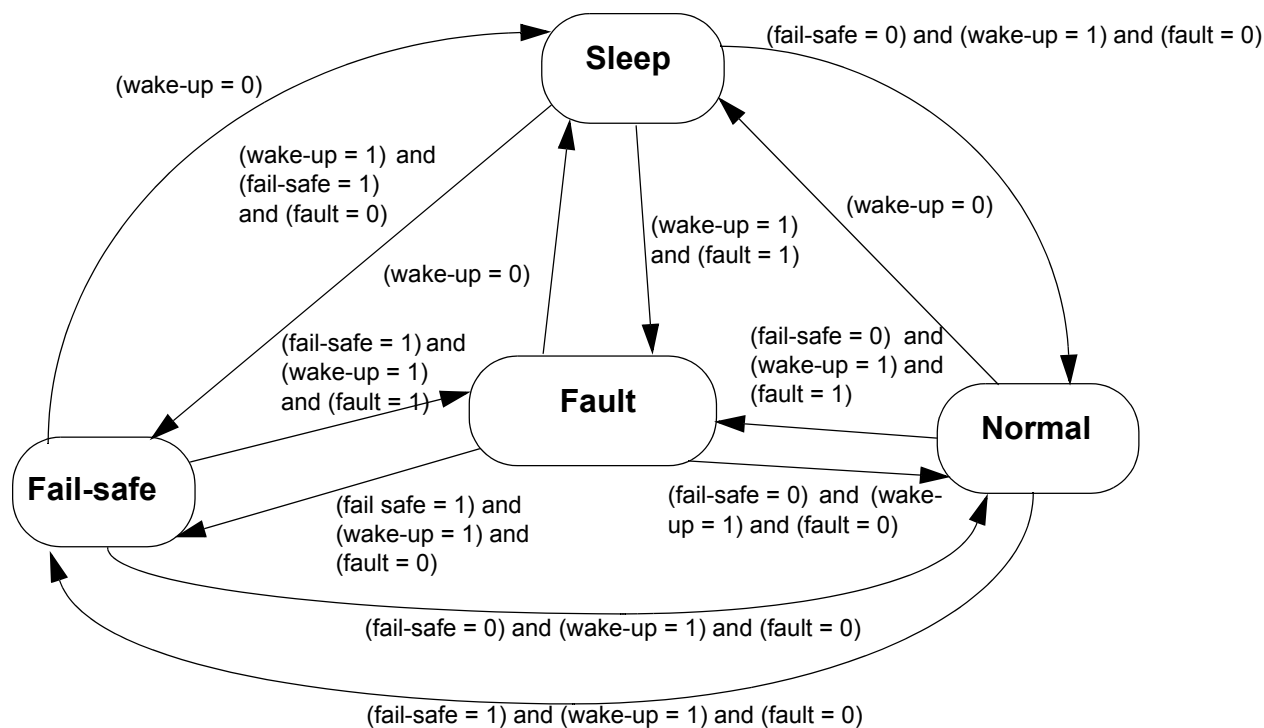 Sleep
(fail-safe = 0) and (wake-up = 1) and (fault = 0)
(wake-up = 0)
(wake-up = 1) and
(fail-safe = 1)
and (fault = 0)
(wake-up = 1)
and (fault = 1)
(wake-up = 0)
(wake-up = 0)
(fail-safe = 1) and
(wake-up = 1)
and (fault = 1)
(fail-safe = 0) and
(wake-up = 1) and
(fault = 1)
Fault
Normal
Fail-safe
(fail safe = 1) and
(wake-up = 1) and
(fault = 0)
(fail-safe = 0) and (wake-
up = 1) and (fault = 0)
(fail-safe = 0) and (wake-up = 1) and (fault = 0)
(fail-safe = 1) and (wake-up = 1) and (fault = 0)